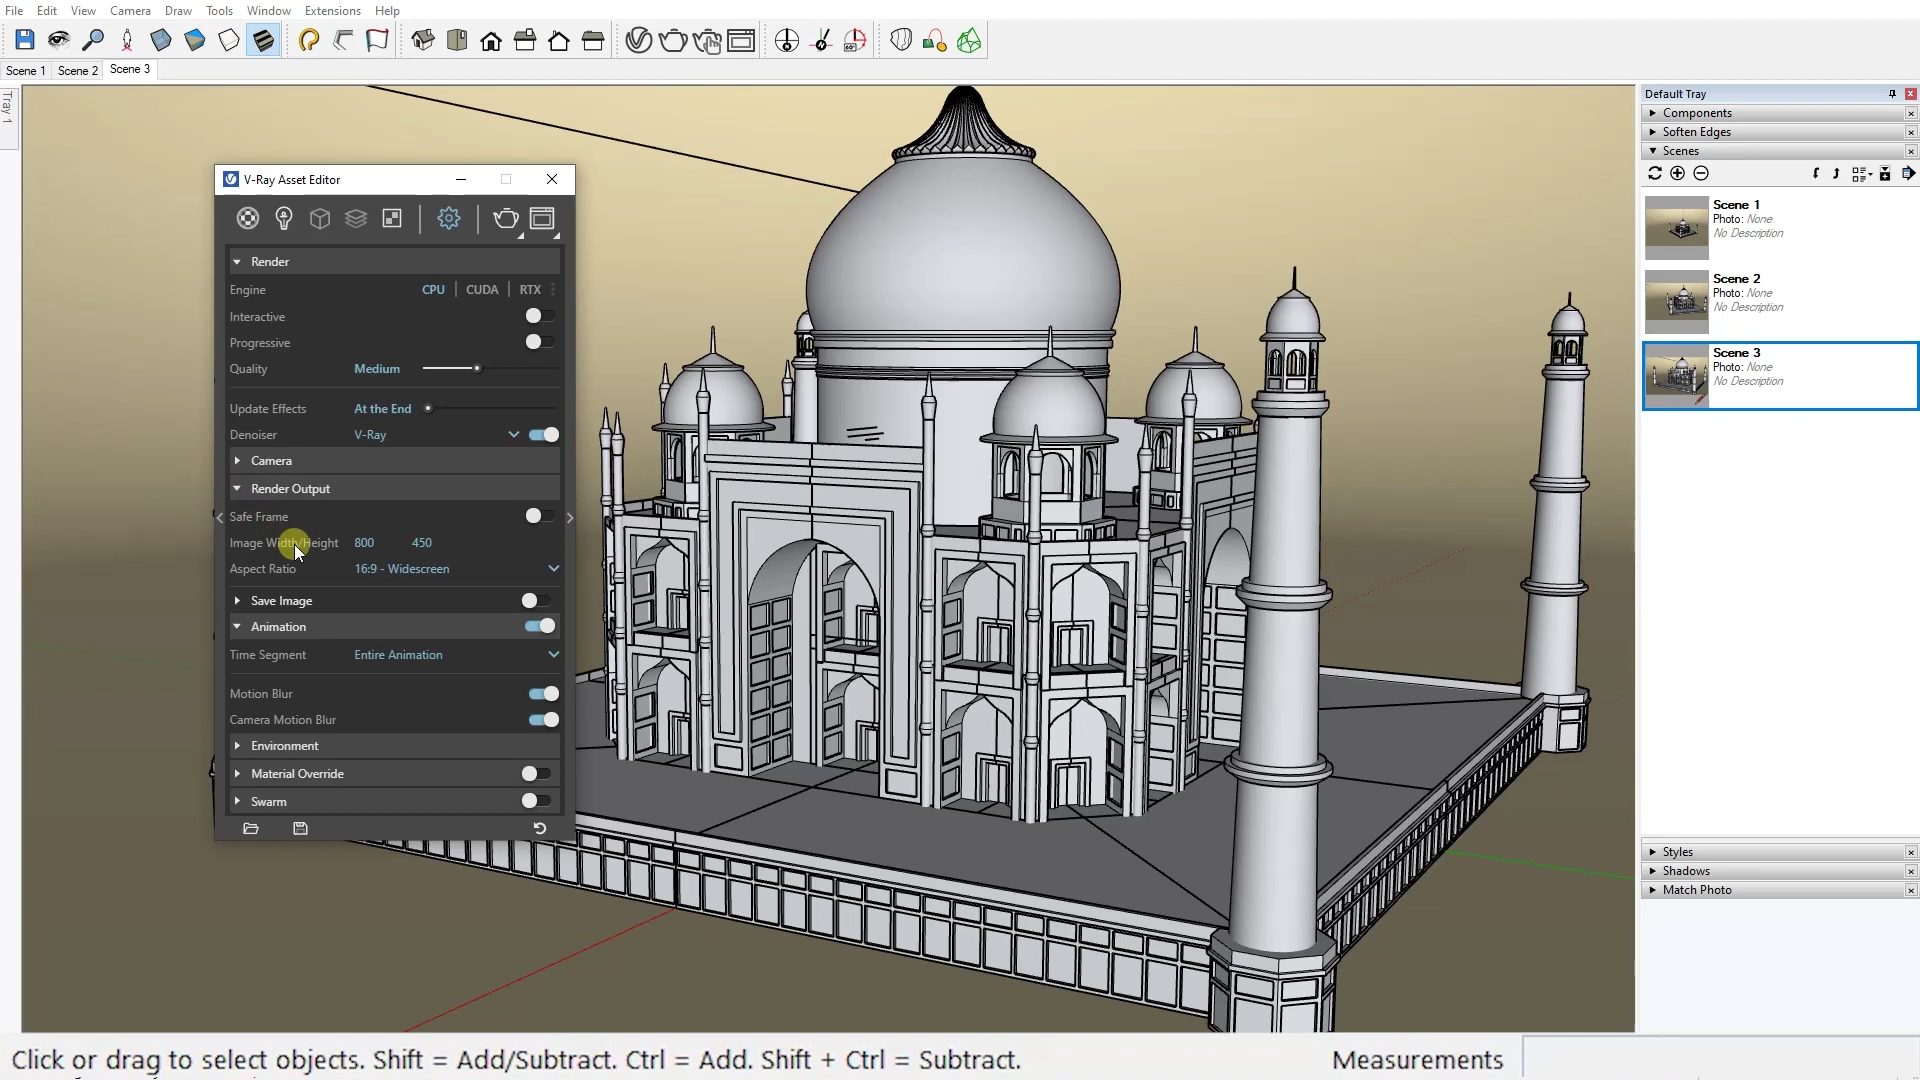 File Edit View Camera Draw Tools Window Extensions Help
Scene 1 Scene 2 Scene 3
Tray 1
Default Tray
Components
Soften Edges
Scenes
Scene 1
Photo: None
No Description
Scene 2
Photo: None
No Description
Scene 3
Photo: None
No Description
Styles
Shadows
Match Photo
V-Ray Asset Editor
Render
Engine CPU | CUDA | RTX
Interactive
Progressive
Quality Medium
Update Effects At the End
Denoiser V-Ray
Camera
Render Output
Safe Frame
Image Width/Height 800 450
Aspect Ratio 16:9 - Widescreen
Save Image
Animation
Time Segment Entire Animation
Motion Blur
Camera Motion Blur
Environment
Material Override
Swarm
Click or drag to select objects. Shift = Add/Subtract. Ctrl = Add. Shift + Ctrl = Subtract. Measurements